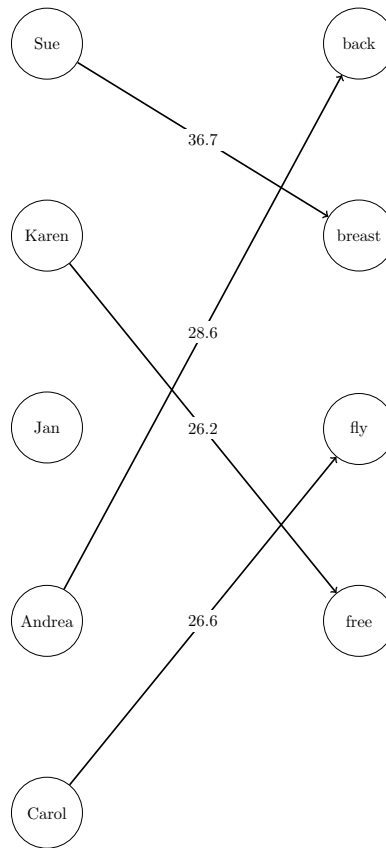 Sue
back
36.7
Karen
breast
28.6
Jan
26.2
fly
Andrea
26.6
free
Carol